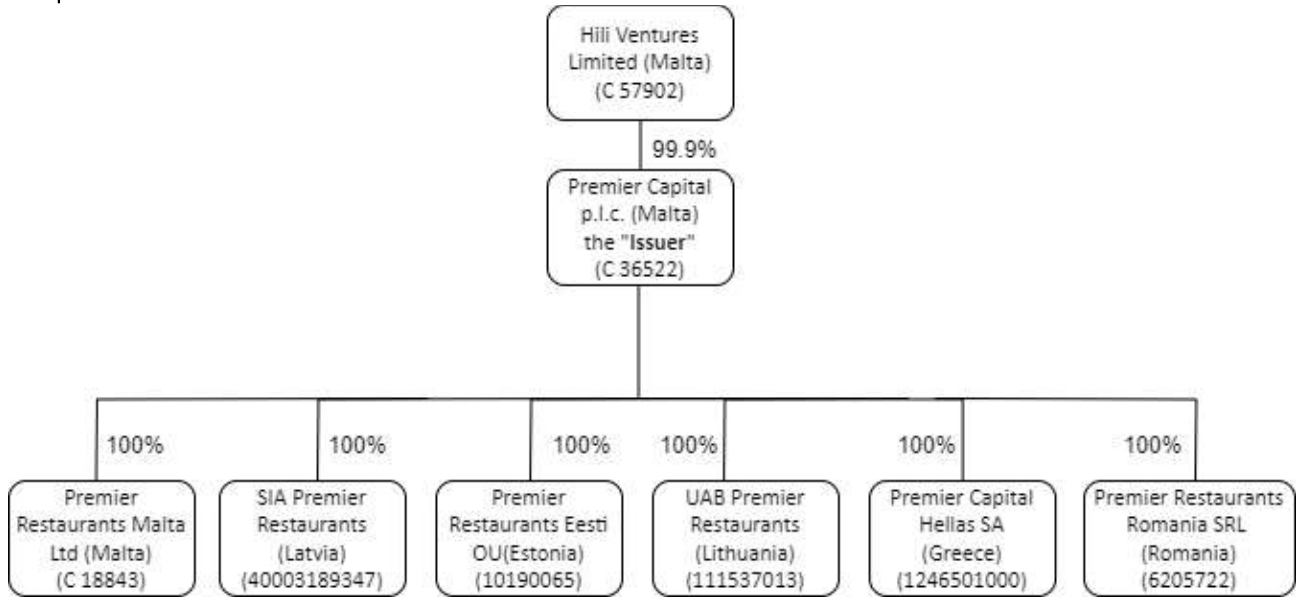 Hili Ventures
Limited (Malta)
(C 57902)
99.9%
Premier Capital
p.l.c. (Malta)
the "Issuer"
(C 36522)
100%
100%
100%
100%
100%
100%
Premier
Restaurants Malta
Ltd (Malta)
(C 18843)
SIA Premier
Restaurants
(Latvia)
(40003189347)
Premier
Restaurants Eesti
OU(Estonia)
(10190065)
UAB Premier
Restaurants
(Lithuania)
(111537013)
Premier Capital
Hellas SA
(Greece)
(1246501000)
Premier Restaurants
Romania SRL
(Romania)
(6205722)